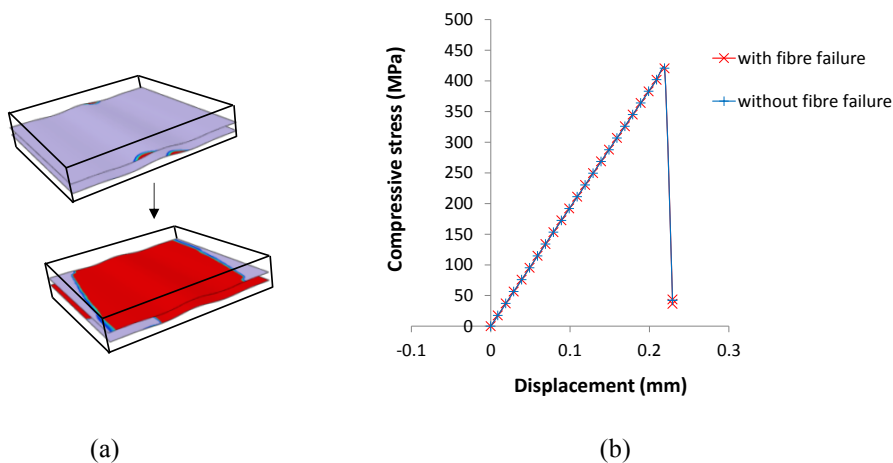 500
450
400
350
300
250
200
150
100
50
0
-0.1
0
0.1
0.2
0.3
Compressive stress (MPa)
Displacement (mm)
with fibre failure
without fibre failure
(a)
(b)